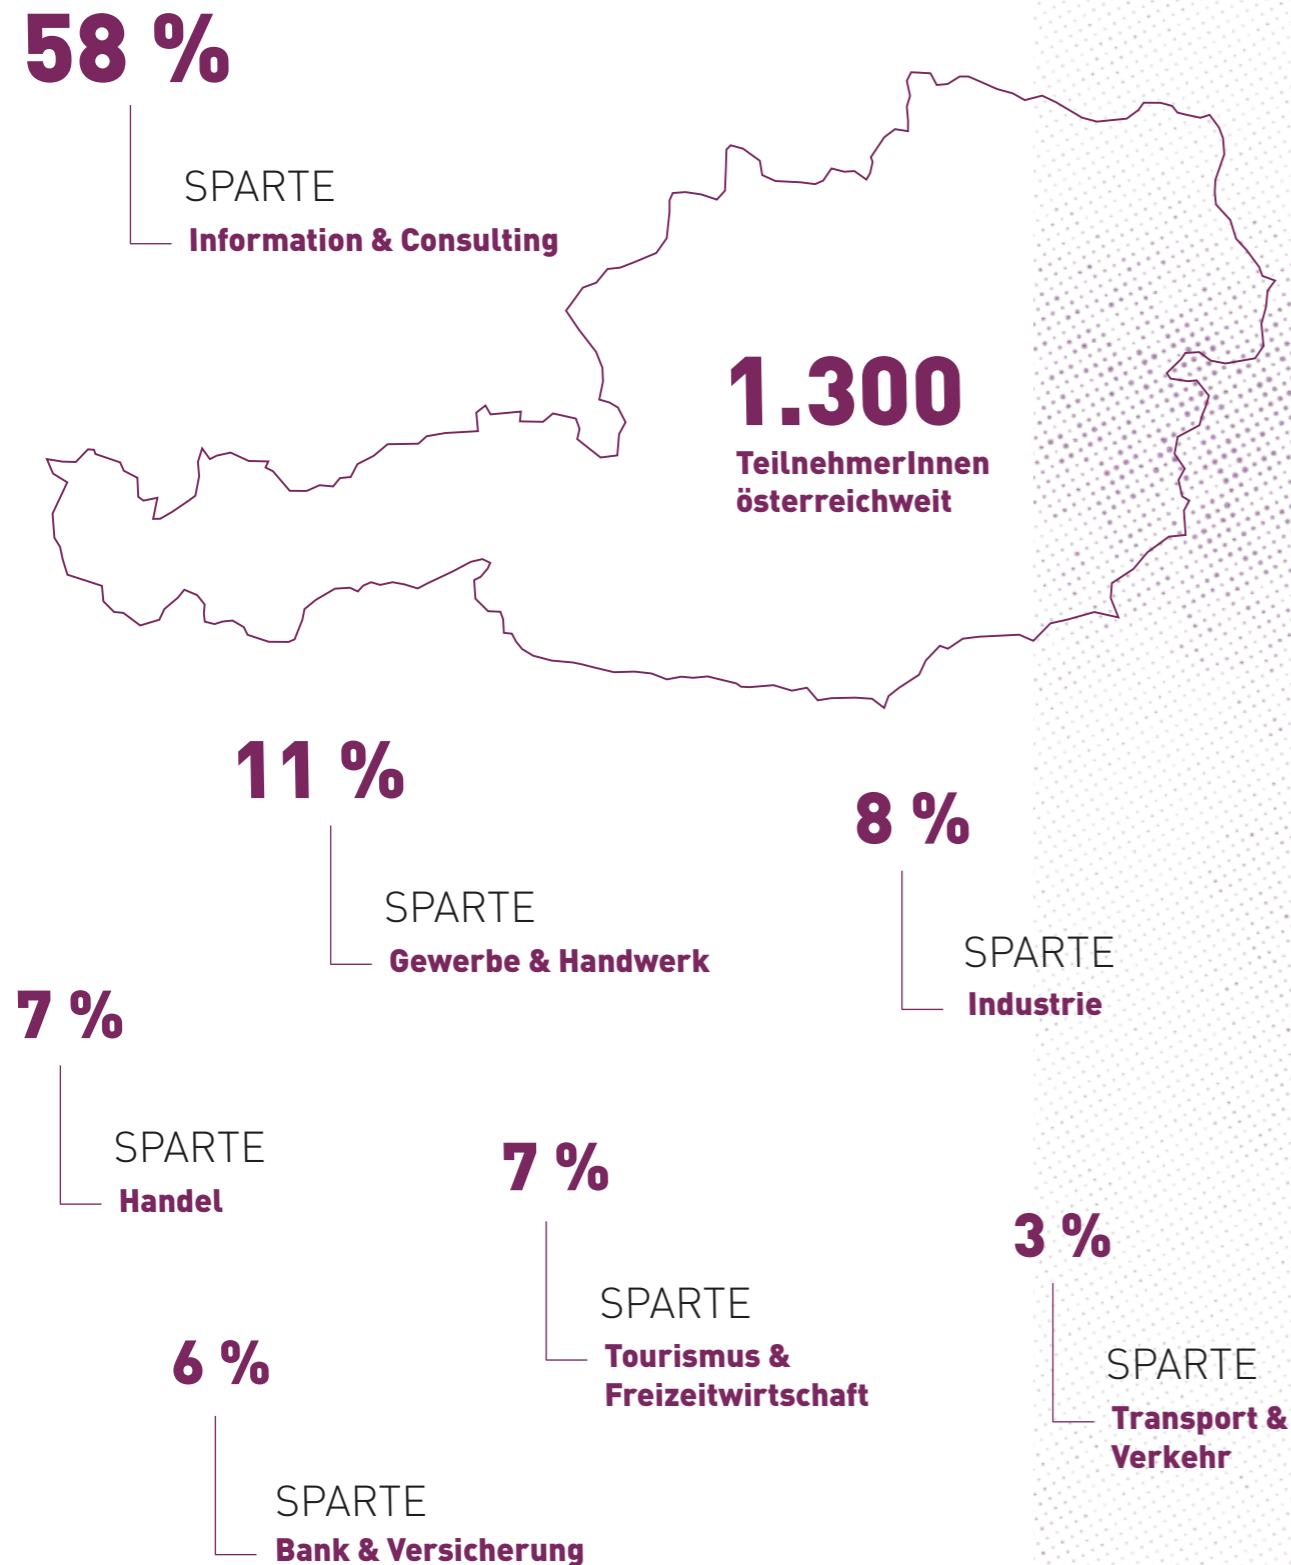 58 %
SPARTE
Information & Consulting
1.300
TeilnehmerInnen
österreichweit
11 %
SPARTE
Gewerbe & Handwerk
8 %
SPARTE
Industrie
7 %
SPARTE
Handel
7 %
SPARTE
Tourismus &
Freizeitwirtschaft
3 %
SPARTE
Transport &
Verkehr
6 %
SPARTE
Bank & Versicherung